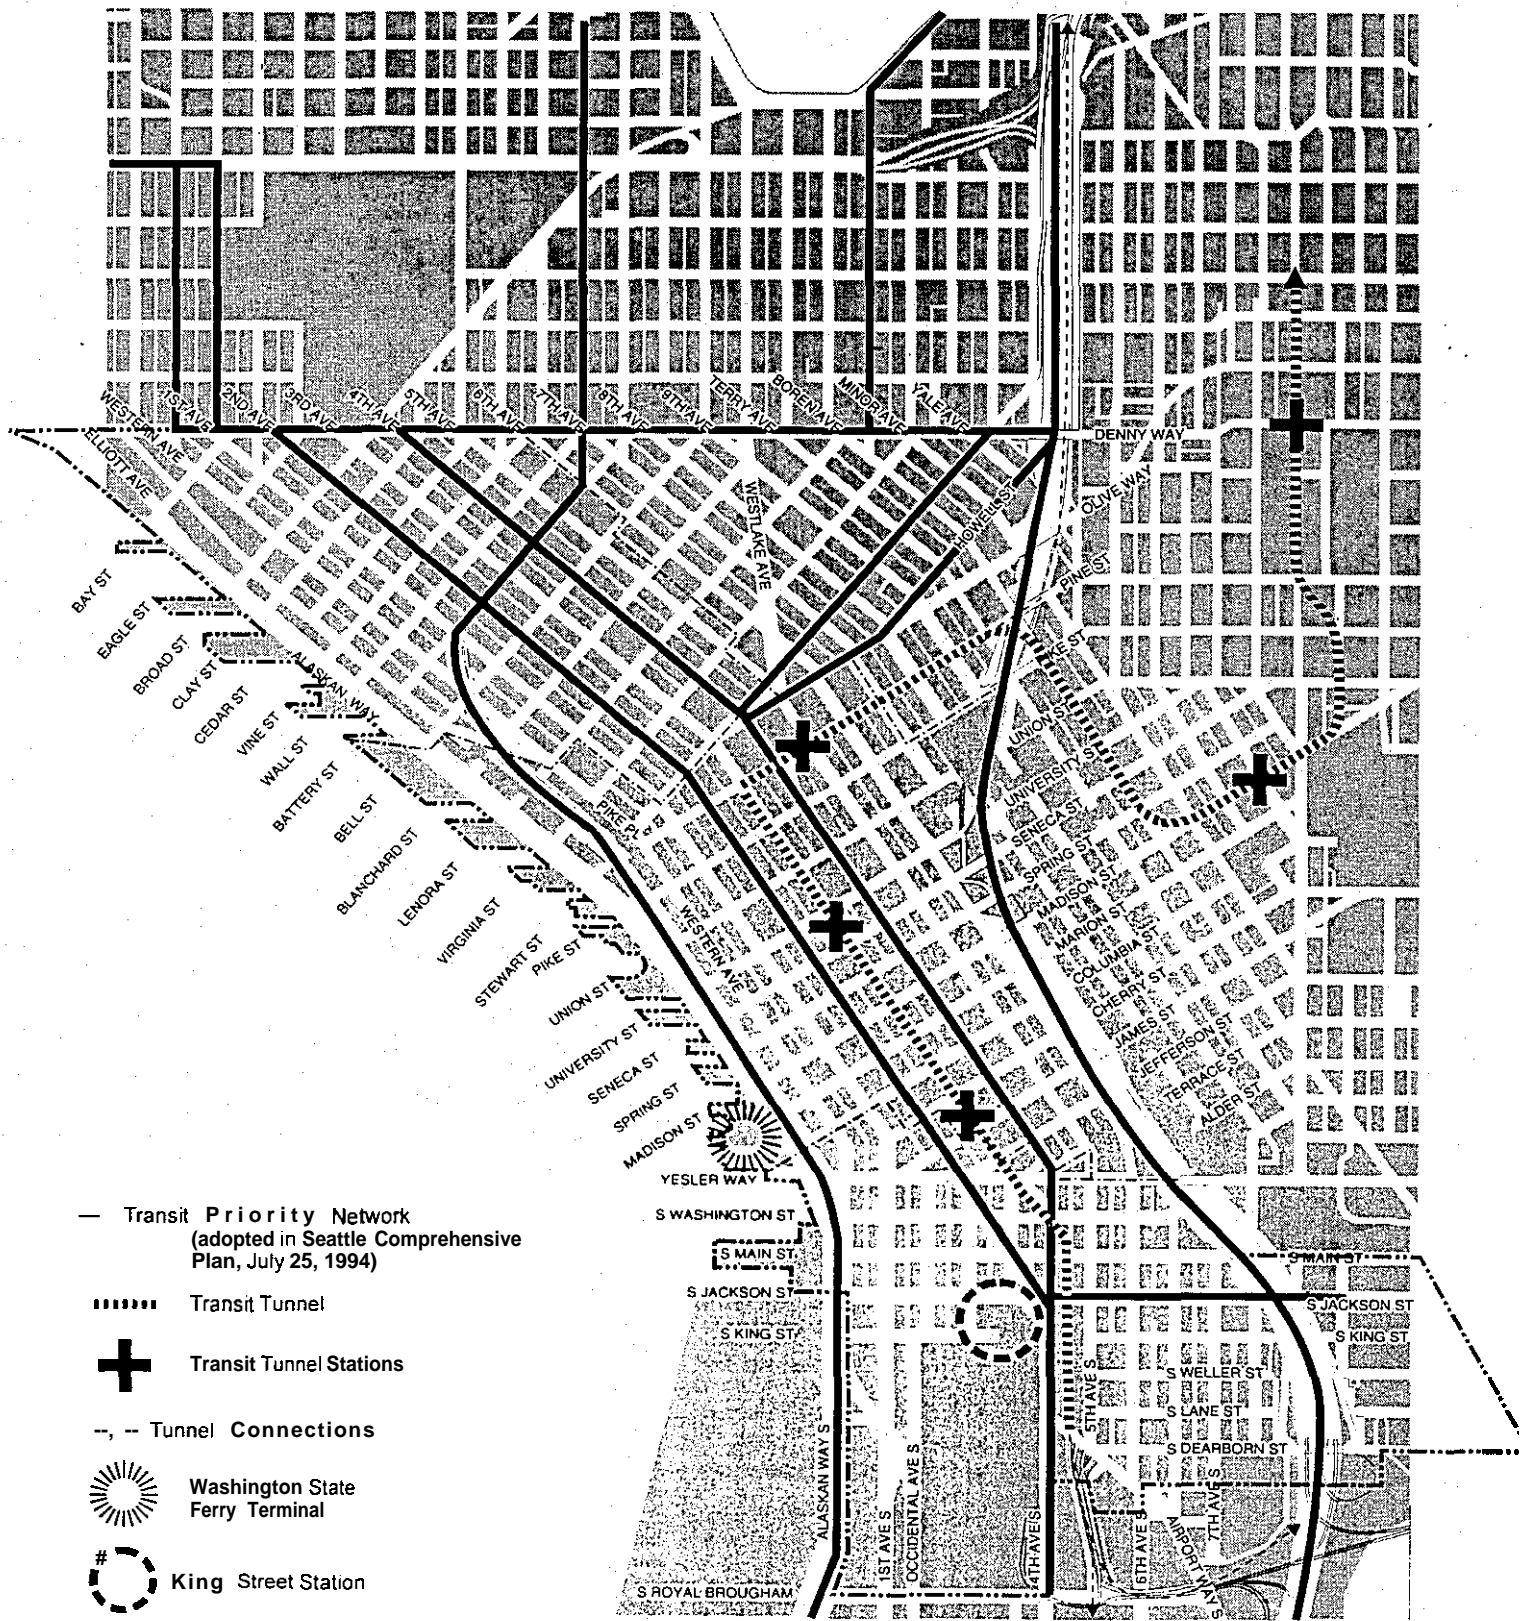 WESTERN AVE
1ST AVE
2ND AVE
3RD AVE
4TH AVE
5TH AVE
6TH AVE
7TH AVE
8TH AVE
9TH AVE
TERRY AVE
BOREN AVE
MINOR AVE
YALE AVE
DENNY WAY
ELLIOTT AVE
OLIVE WAY
HOWELL ST
WESTLAKE AVE
PINE ST
KE ST
BAY ST
EAGLE ST
BROAD ST
CLAY ST
CEDAR ST
VINE ST
WALL ST
BATTERY ST
BELL ST
BLANCHARD ST
LENORA ST
VIRGINIA ST
STEWART ST
PIKE ST
UNION ST
UNIVERSITY ST
SENECA ST
SPRING ST
MADISON ST
YESLER WAY
ALASKAN WAY
PIKE PL
WESTERN AVE
UNION ST
UNIVERSITY ST
SENECA ST
SPRING ST
MADISON ST
MARION ST
COLUMBIA ST
CHERRY ST
JAMES ST
JEFFERSON ST
TERRACE ST
ALDER ST
S WASHINGTON ST
S MAIN ST
S JACKSON ST
S KING ST
S MAIN ST
S JACKSON ST
S KING ST
S WELLER ST
S LANE ST
S DEARBORN ST
5TH AVE S
ALASKAN WAY S
1ST AVE S
OCCIDENTAL AVE S
4TH AVE S
6TH AVE S
AIRPORT WAY S
7TH AVE S
S ROYAL BROUGHAM
— Transit Priority Network
(adopted in Seattle Comprehensive
Plan, July 25, 1994)
Transit Tunnel
Transit Tunnel Stations
--, -- Tunnel Connections
Washington State
Ferry Terminal
#
King Street Station